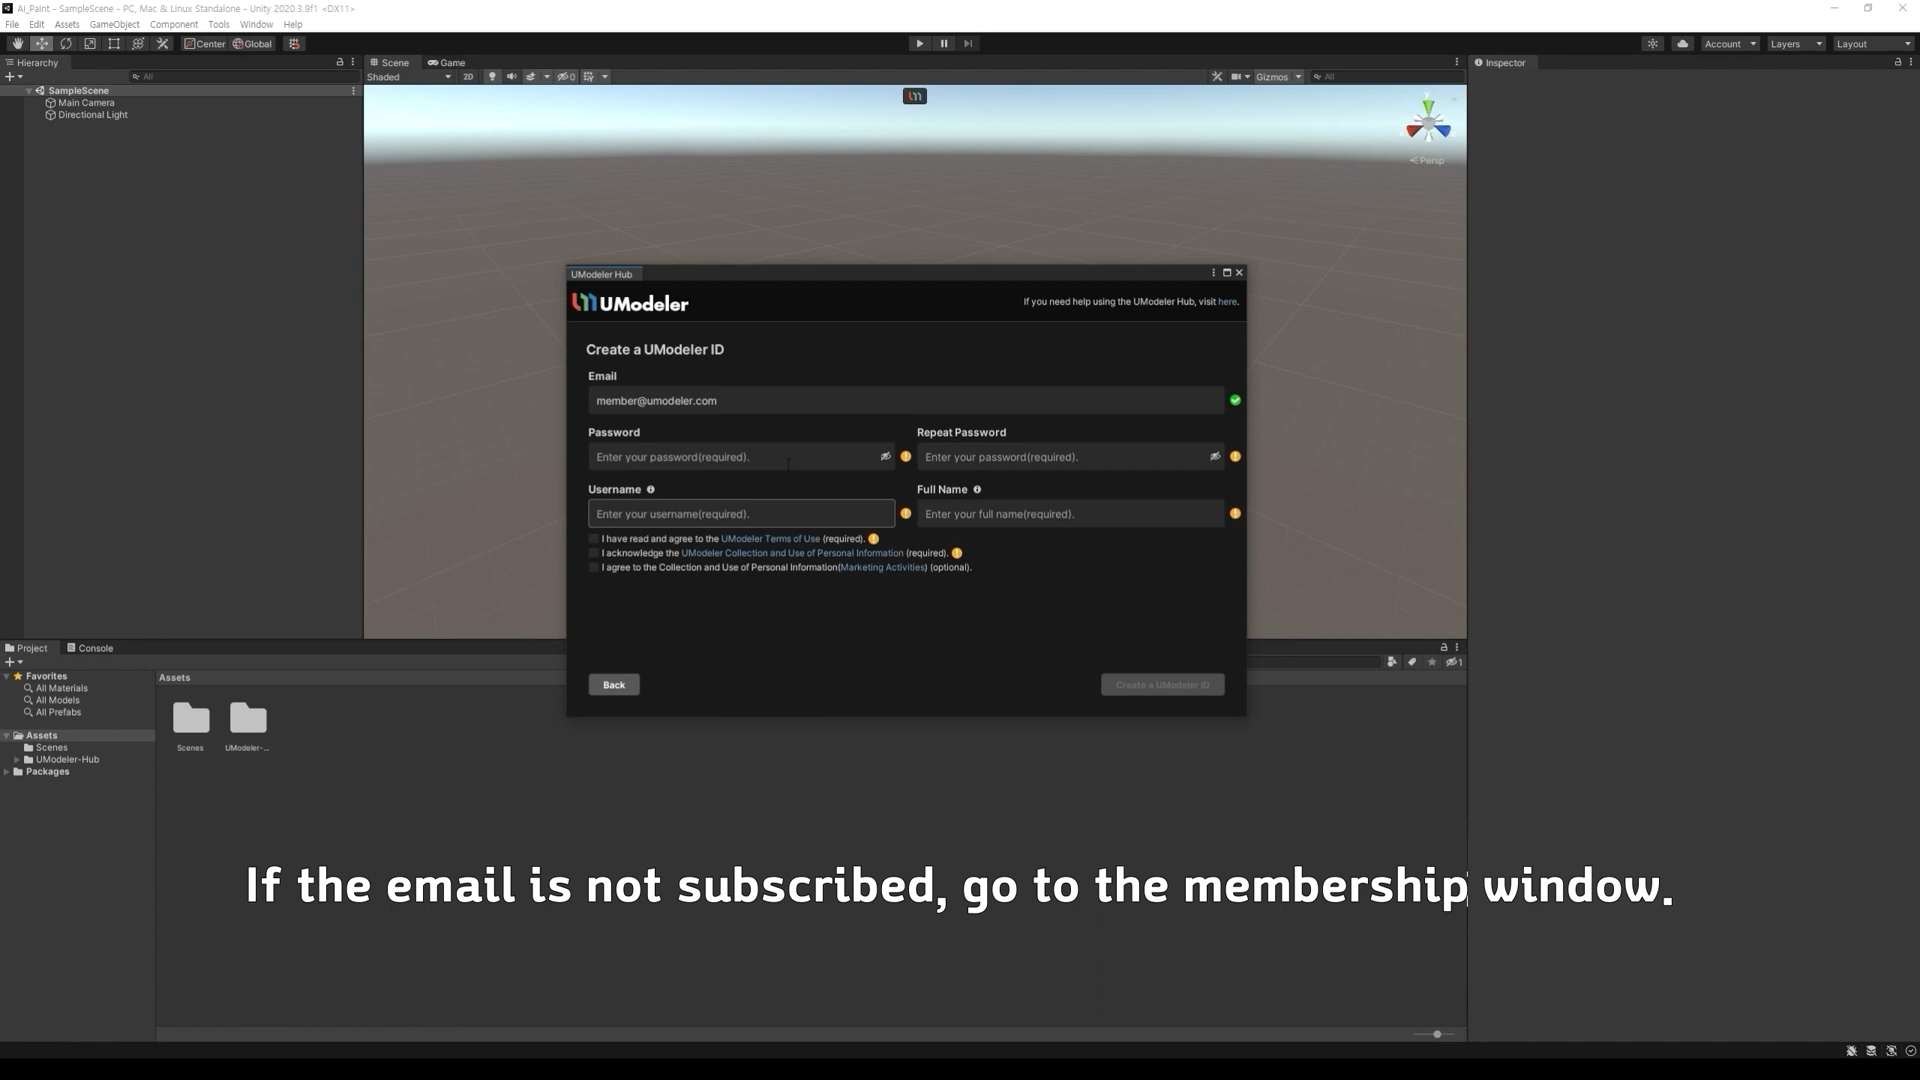 Ai_Paint - SampleScene - PC, Mac & Linux Standalone - Unity 2020.3.9f1 <DX11>
File Edit Assets GameObject Component Tools Window Help
Center Global Account Layers Layout
Hierarchy Scene Game Inspector
All Shaded 2D 0 Gizmos All
SampleScene
Main Camera
Directional Light
Persp
UModeler Hub
UModeler If you need help using the UModeler Hub, visit here.
Create a UModeler ID
Email
member@umodeler.com
Password Repeat Password
Enter your password(required). Enter your password(required).
Username Full Name
Enter your username(required). Enter your full name(required).
I have read and agree to the UModeler Terms of Use (required).
I acknowledge the UModeler Collection and Use of Personal Information (required).
I agree to the Collection and Use of Personal Information(Marketing Activities) (optional).
Back Create a UModeler ID
Project Console
1
Favorites Assets
All Materials
All Models
All Prefabs
Assets
Scenes
UModeler-Hub
Packages
Scenes UModeler-...
If the email is not subscribed, go to the membership window.